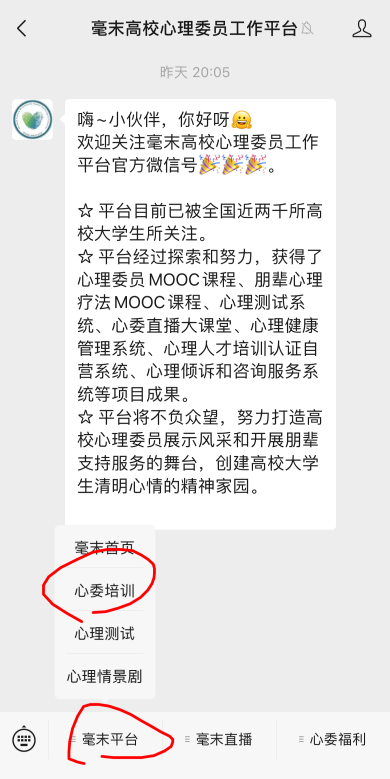 毫末高校心理委员工作平台
昨天 20:05
嗨~小伙伴，你好呀🤗
欢迎关注毫末高校心理委员工作
平台官方微信号🎉🎉🎉。
☆ 平台目前已被全国近两千所高
校大学生所关注。
☆ 平台经过探索和努力，获得了
心理委员MOOC课程、朋辈心理
疗法MOOC课程、心理测试系
统、心委直播大课堂、心理健康
管理系统、心理人才培训认证自
营系统、心理倾诉和咨询服务系
统等项目成果。
☆ 平台将不负众望，努力打造高
校心理委员展示风采和开展朋辈
支持服务的舞台，创建高校大学
生清明心情的精神家园。
毫末首页
心委培训
心理测试
心理情景剧
毫末平台
毫末直播
心委福利